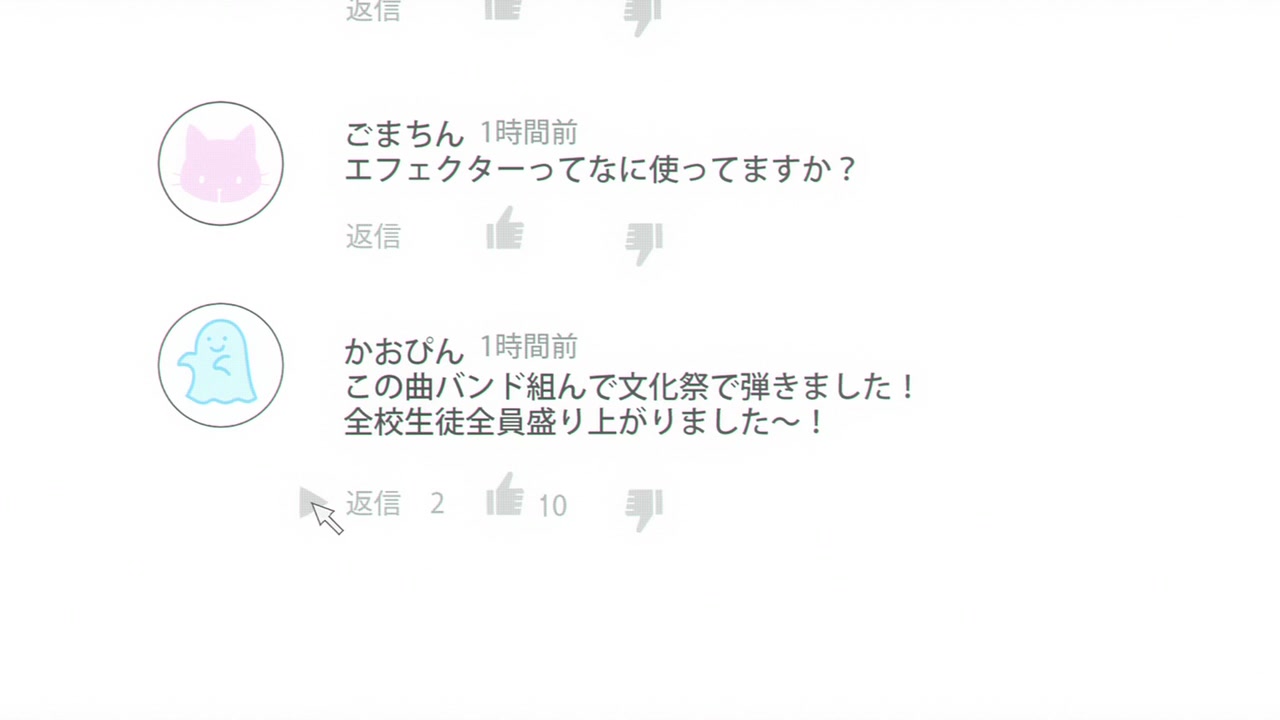 返信
ごまちん 1時間前
エフェクターってなに使ってますか？
返信
かおぴん 1時間前
この曲バンド組んで文化祭で弾きました！
全校生徒全員盛り上がりました〜！
返信 2 10